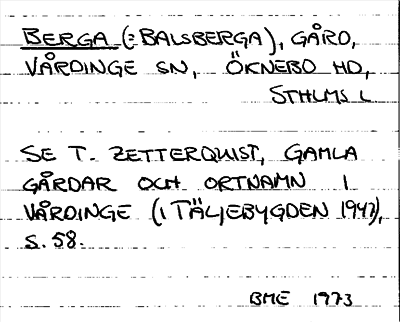 BERGA (= BALSBERGA), GÅRD,
VÅRDINGE SN, ÖKNEBO HD,
STHLMS L
SE T. ZETTERQUIST, GAMLA
GÅRDAR OCH ORTNAMN I
VÅRDINGE (I TÄLJEBYGDEN 1947),
S. 58.
BME 1973